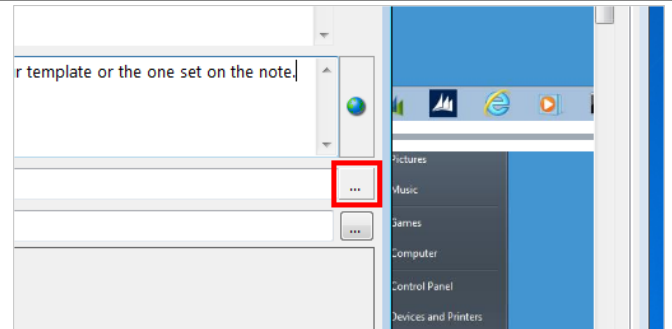 r template or the one set on the note.
...
...
Pictures
Music
Games
Computer
Control Panel
Devices and Printers